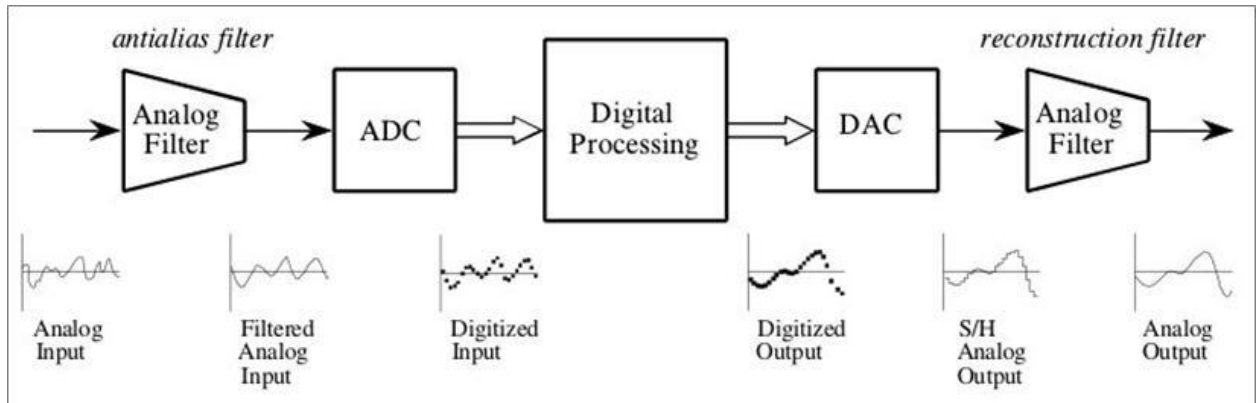 antialias filter
reconstruction filter
Analog
Filter
ADC
Digital
Processing
DAC
Analog
Filter
Analog
Input
Filtered
Analog
Input
Digitized
Input
Digitized
Output
S/H
Analog
Output
Analog
Output